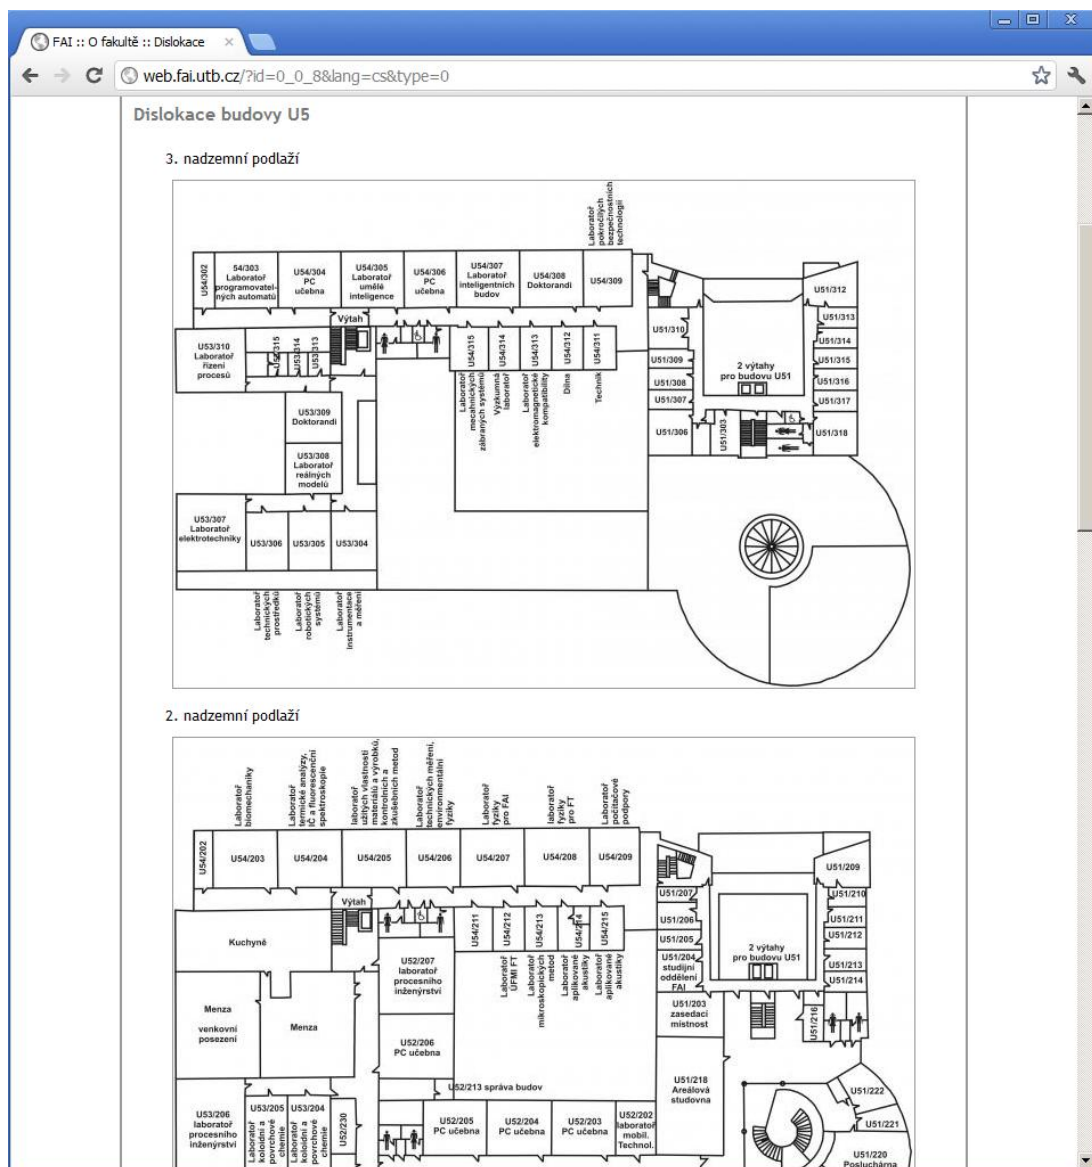 FAI :: O fakultě :: Dislokace
web.fai.utb.cz/?id=0_0_8&lang=cs&type=0
Dislokace budovy U5
3. nadzemní podlaží
Laboratoř
pokročilých
bezpečnostních
technologií
U54/302
54/303
Laboratoř
programovatel-
ných automatů
U54/304
PC
učebna
U54/305
Laboratoř
umělé
inteligence
U54/306
PC
učebna
U54/307
Laboratoř
inteligentních
budov
U54/308
Doktorandi
U54/309
U51/312
Výtah
U53/310
Laboratoř
řízení
procesů
U53/315
U53/314
U53/313
U54/315
U54/314
U54/313
U54/312
U54/311
U51/310
U51/309
U51/308
U51/307
U51/306
U51/303
2 výtahy
pro budovu U51
U51/313
U51/314
U51/315
U51/316
U51/317
U51/318
Laboratoř
mecahnických
zábraných systémů
Výzkumná
laboratoř
Laboratoř
elektromagnetické
kompatibility
Dílna
Technik
U53/309
Doktorandi
U53/308
Laboratoř
reálných
modelů
U53/307
Laboratoř
elektrotechniky
U53/306
U53/305
U53/304
Laboratoř
technických
prostředků
Laboratoř
robotických
systémů
Laboratoř
instrumentace
a měření
2. nadzemní podlaží
Laboratoř
biomechaniky
Laboratoř
termické analýzy,
IČ a fluorescenční
spektroskopie
laboratoř
užitých vlastností
materiálů a výrobků,
kontrolních a
zkušebních metod
Laboratoř
technických měření,
environmentální
fyziky
Laboratoř
fyziky
pro FAI
laboratoř
fyziky
pro FT
Laboratoř
počítačové
podpory
U54/202
U54/203
U54/204
U54/205
U54/206
U54/207
U54/208
U54/209
U51/209
Výtah
Kuchyně
U54/211
U54/212
U54/213
U54/214
U54/215
U51/207
U51/206
U51/205
U51/204
studijní
oddělení
FAI
U51/203
zasedací
místnost
2 výtahy
pro budovu U51
U51/210
U51/211
U51/212
U51/213
U51/214
U51/216
U52/207
laboratoř
procesního
inženýrství
Laboratoř
ÚFMI FT
Laboratoř
mikroskopických
metod
Laboratoř
aplikované
akustiky
Laboratoř
aplikované
akustiky
Menza
venkovní
posezení
Menza
U52/206
PC učebna
U52/213 správa budov
U51/218
Areálová
studovna
U51/222
U51/221
U51/220
Posluchárna
U53/206
laboratoř
procesního
inženýrství
U53/205
Laboratoř
koloidní a
povrchové
chemie
U53/204
Laboratoř
koloidní a
povrchové
chemie
U52/230
U52/205
PC učebna
U52/204
PC učebna
U52/203
PC učebna
U52/202
laboratoř
mobil.
Technol.